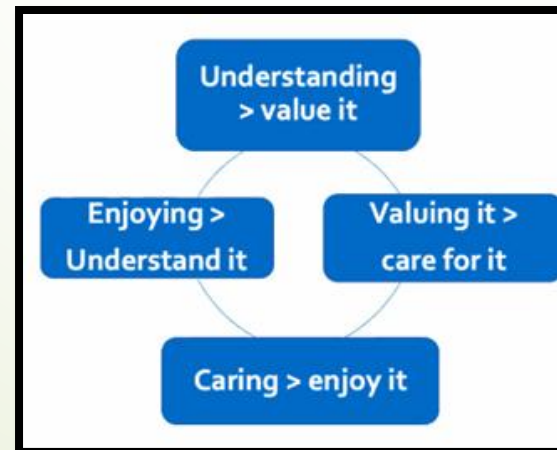 Understanding
> value it
Enjoying >
Understand it
Valuing it >
care for it
Caring > enjoy it